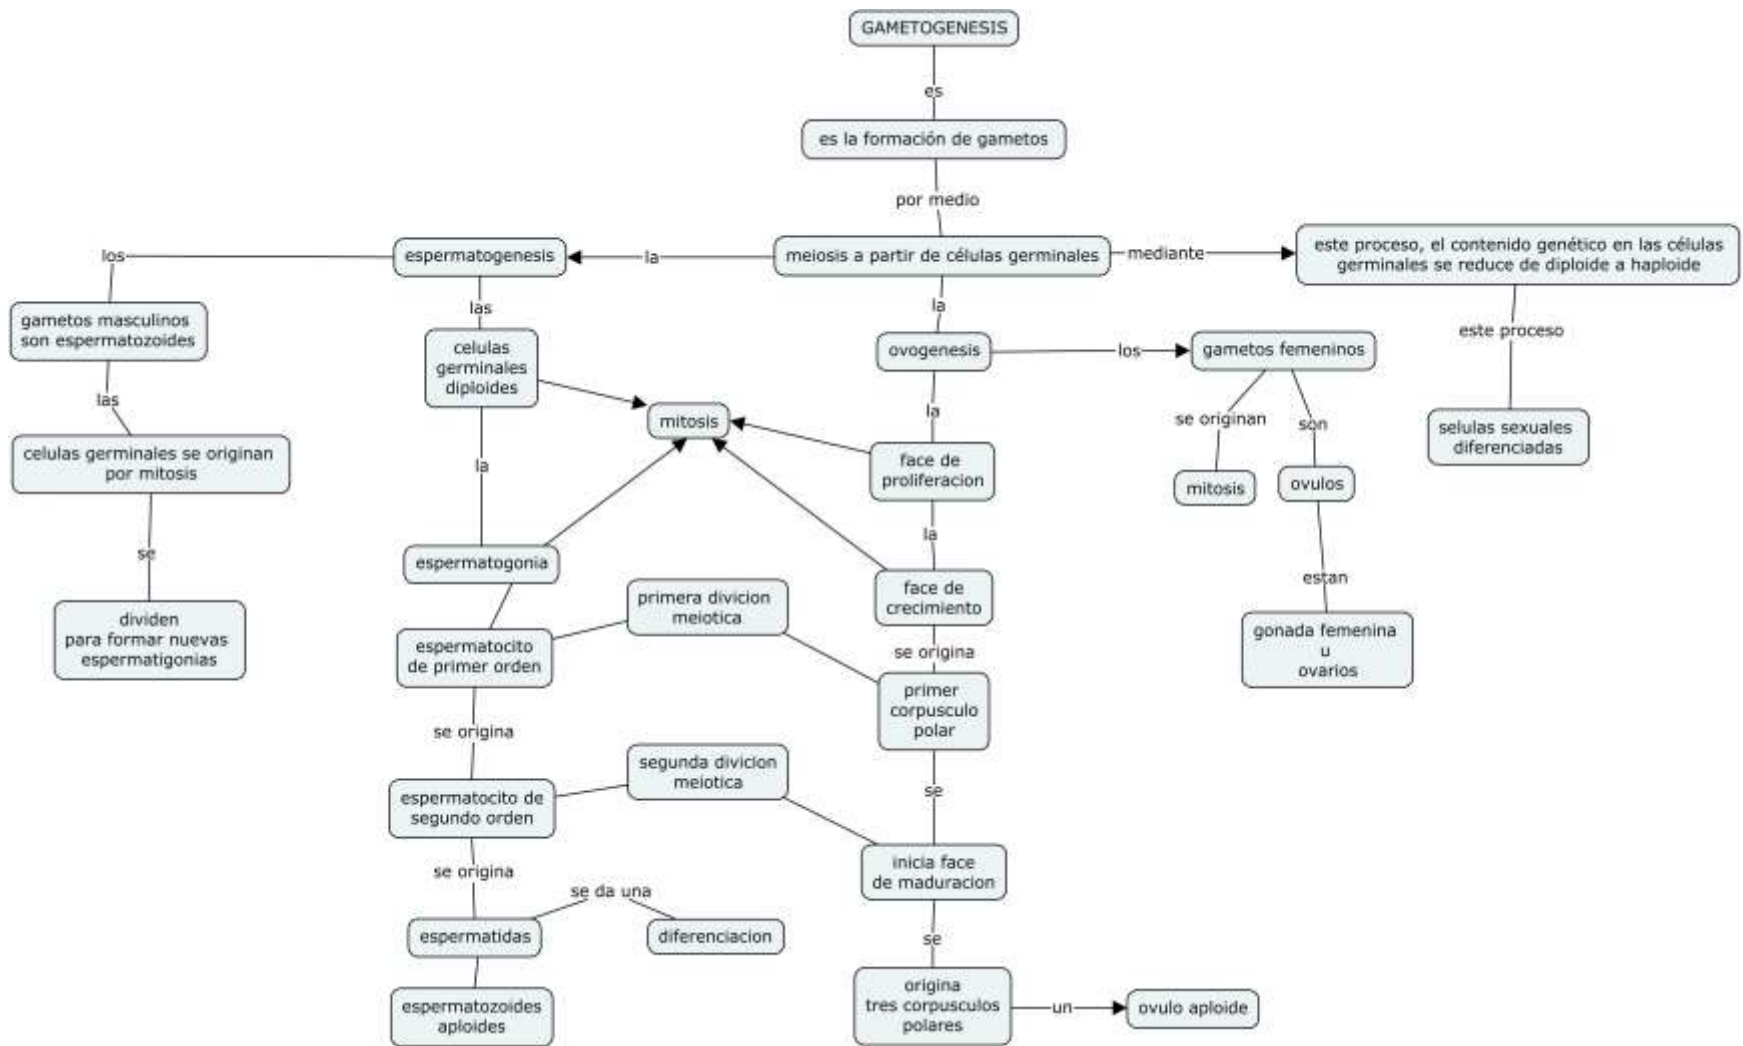 GAMETOGENESIS
es
es la formación de gametos
por medio
meiosis a partir de células germinales
mediante
este proceso, el contenido genético en las células
germinales se reduce de diploide a haploide
este proceso
selulas sexuales
diferenciadas
la
espermatogenesis
los
gametos masculinos
son espermatozoides
las
celulas germinales se originan
por mitosis
se
dividen
para formar nuevas
espermatigonias
las
celulas
germinales
diploides
mitosis
la
espermatogonia
espermatocito
de primer orden
primera divicion
meiotica
se origina
espermatocito de
segundo orden
segunda divicion
meiotica
se origina
espermatidas
se da una
diferenciacion
espermatozoides
aploides
la
ovogenesis
los
gametos femeninos
se originan
mitosis
son
ovulos
estan
gonada femenina
u
ovarios
la
face de
proliferacion
la
face de
crecimiento
se origina
primer
corpusculo
polar
se
inicia face
de maduracion
se
origina
tres corpusculos
polares
un
ovulo aploide